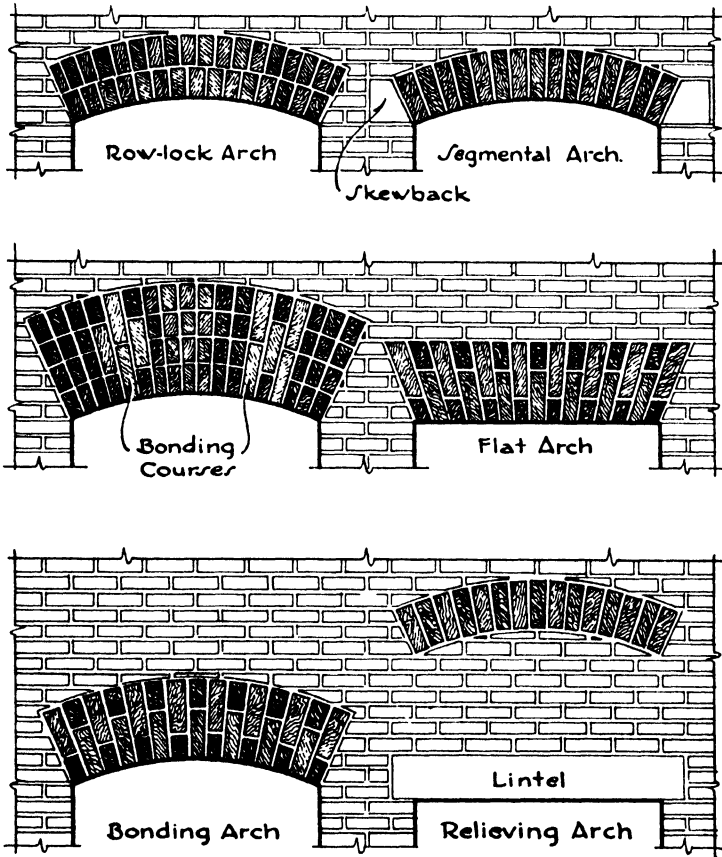 Row-lock Arch
Segmental Arch.
Skewback
Bonding
Courses
Flat Arch
Lintel
Bonding Arch
Relieving Arch